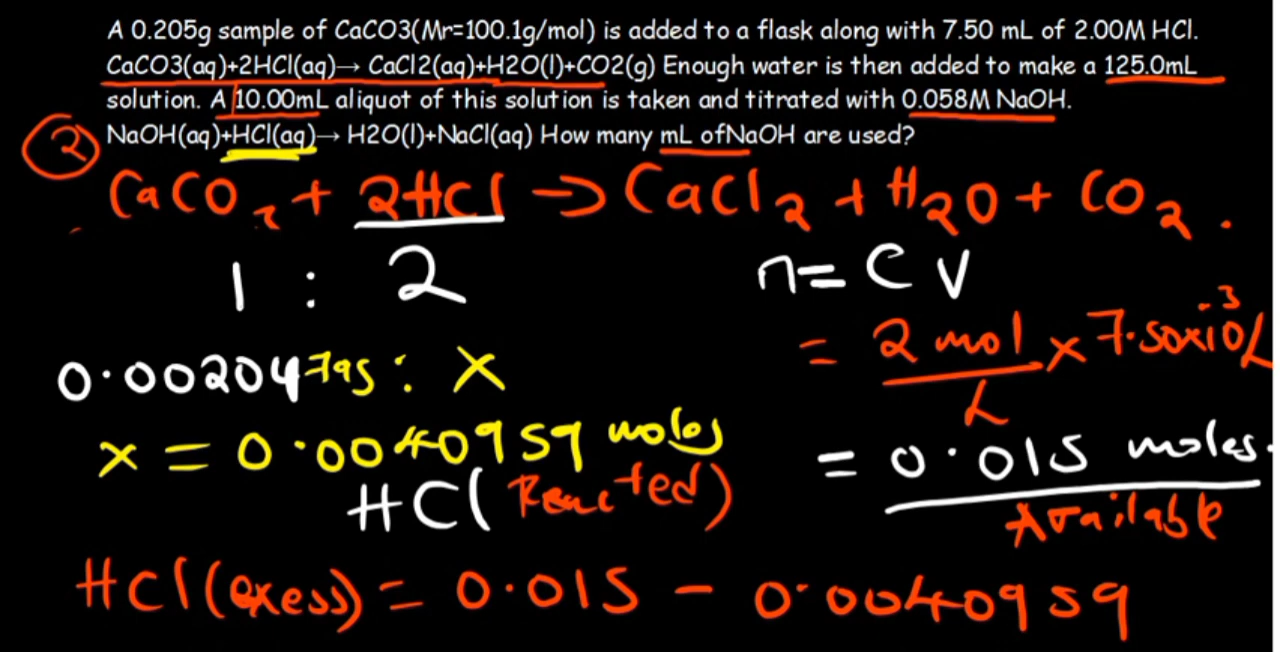 A 0.205g sample of CaCO3(Mr=100.1g/mol) is added to a flask along with 7.50 mL of 2.00M HCl.
CaCO3(aq)+2HCl(aq)→ CaCl2(aq)+H2O(l)+CO2(g) Enough water is then added to make a 125.0mL
solution. A 10.00mL aliquot of this solution is taken and titrated with 0.058M NaOH.
NaOH(aq)+HCl(aq)→ H2O(l)+NaCl(aq) How many mL ofNaOH are used?
2
CaCO₃ + 2HCl → CaCl2 + H2O + CO2.
1 : 2
n = C V
= 2 mol/L × 7.50×10⁻³ L
0.00204795 : x
x = 0.0040959 moles
= 0.015 moles.
HCl Reacted)
Available
HCl(exess) = 0.015 - 0.0040959